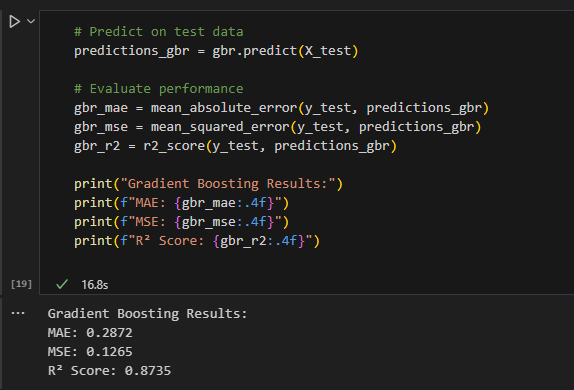 # Predict on test data
predictions_gbr = gbr.predict(X_test)
# Evaluate performance
gbr_mae = mean_absolute_error(y_test, predictions_gbr)
gbr_mse = mean_squared_error(y_test, predictions_gbr)
gbr_r2 = r2_score(y_test, predictions_gbr)
print("Gradient Boosting Results:")
print(f"MAE: {gbr_mae:.4f}")
print(f"MSE: {gbr_mse:.4f}")
print(f"R² Score: {gbr_r2:.4f}")
[19] 16.8s
Gradient Boosting Results:
MAE: 0.2872
MSE: 0.1265
R² Score: 0.8735